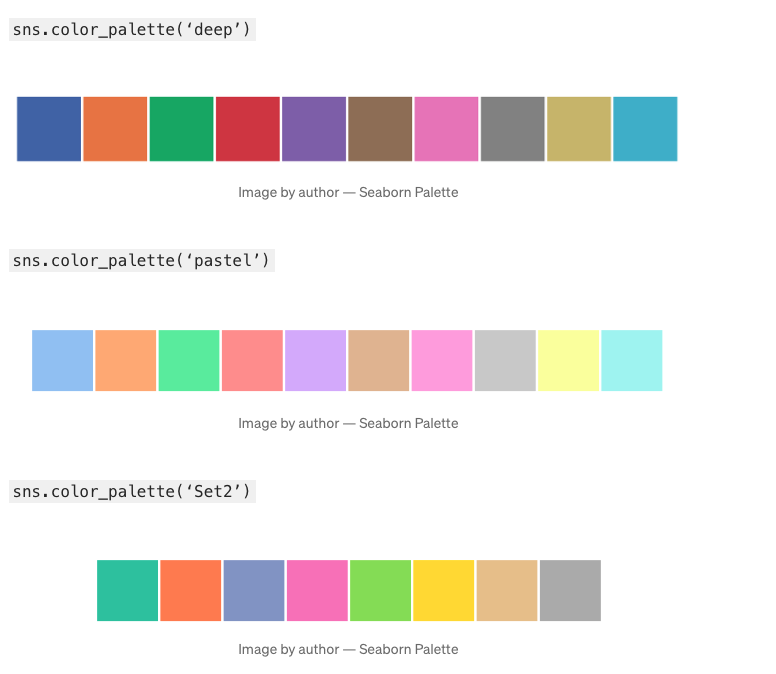 sns.color_palette(‘deep’)
Image by author — Seaborn Palette
sns.color_palette(‘pastel’)
Image by author — Seaborn Palette
sns.color_palette(‘Set2’)
Image by author — Seaborn Palette